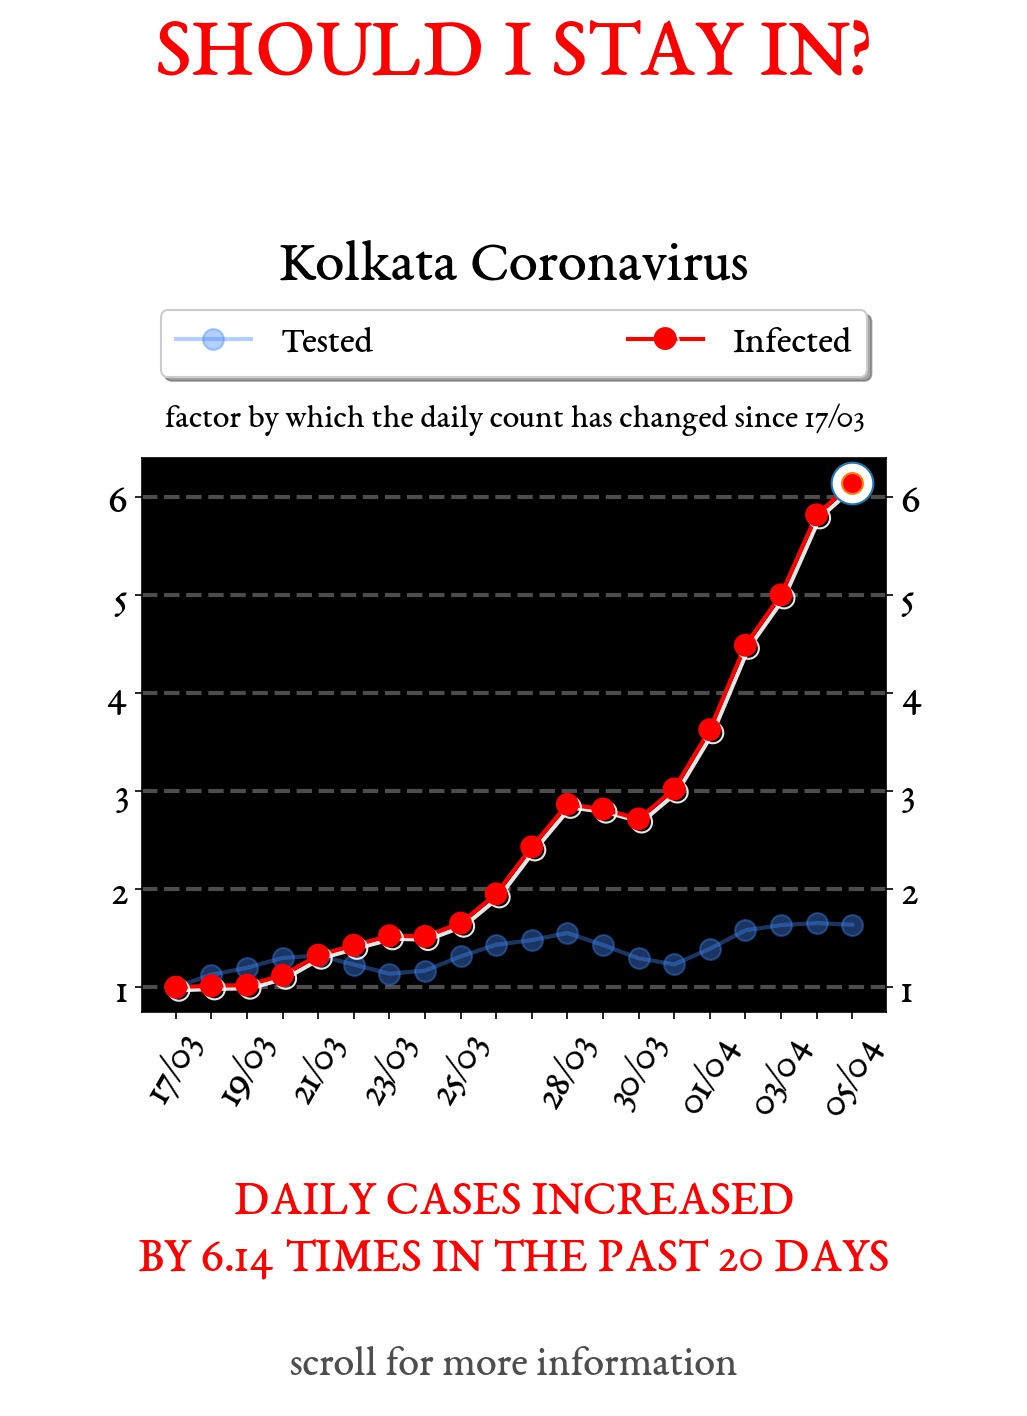 SHOULD I STAY IN?
Kolkata Coronavirus
Tested Infected
factor by which the daily count has changed since 17/03
6 6
5 5
4 4
3 3
2 2
1 1
17/03 19/03 21/03 23/03 25/03 28/03 30/03 01/04 03/04 05/04
DAILY CASES INCREASED
BY 6.14 TIMES IN THE PAST 20 DAYS
scroll for more information